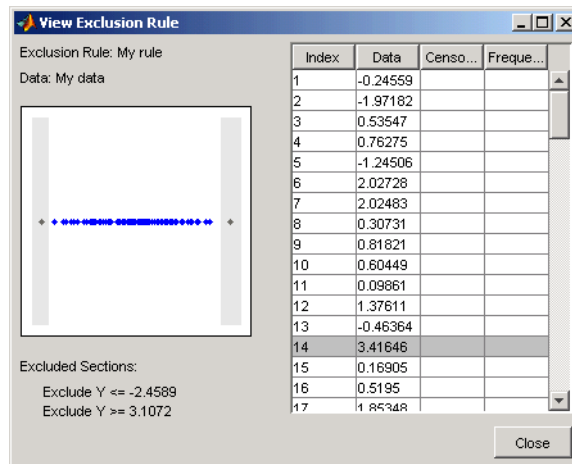 View Exclusion Rule
Exclusion Rule: My rule
Data: My data
Index Data Censo... Freque...
1 -0.24559
2 -1.97182
3 0.53547
4 0.76275
5 -1.24506
6 2.02728
7 2.02483
8 0.30731
9 0.81821
10 0.60449
11 0.09861
12 1.37611
13 -0.46364
14 3.41646
15 0.16905
16 0.5195
17 1.85348
Excluded Sections:
Exclude Y <= -2.4589
Exclude Y >= 3.1072
Close